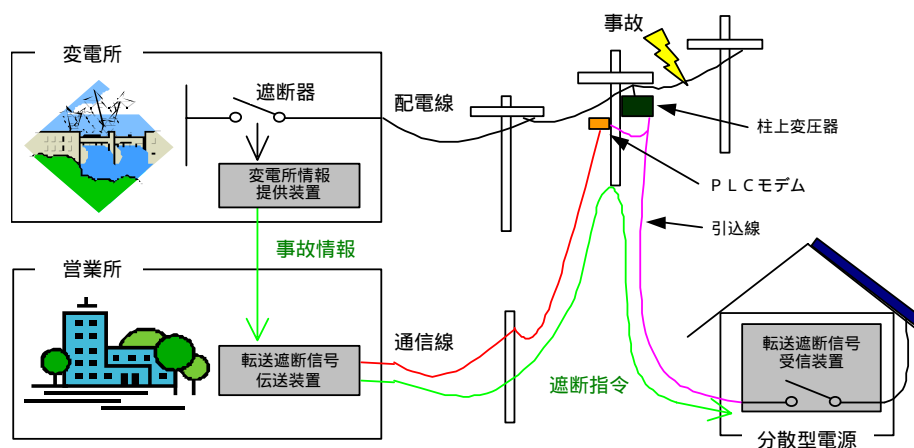 事故
変電所
遮断器
配電線
柱上変圧器
ＰＬＣモデム
変電所情報
提供装置
引込線
事故情報
営業所
通信線
転送遮断信号
伝送装置
転送遮断信号
受信装置
遮断指令
分散型電源